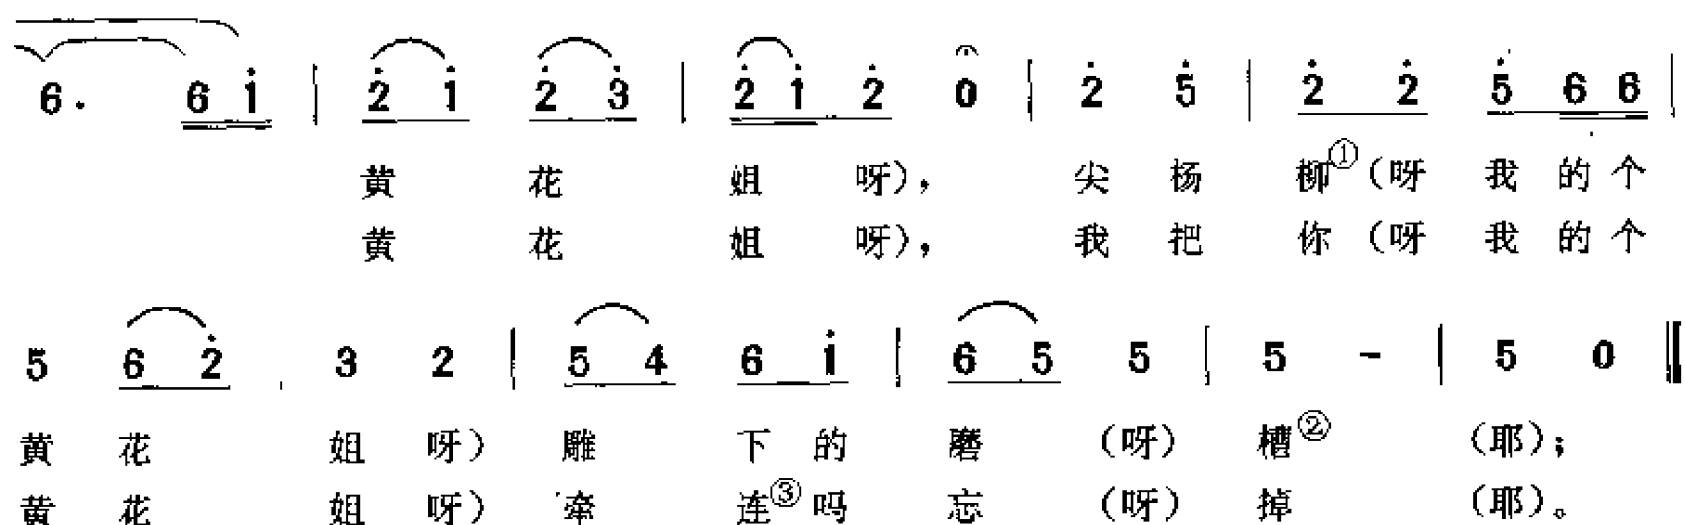 6. 6 1 | 2 1 2 3 | 2 1 2 0 | 2 5 | 2 2 5 6 6 |
黄 花 姐 呀), 尖 杨 柳①(呀 我 的 个
黄 花 姐 呀), 我 把 你 (呀 我 的 个
5 6 2 3 2 | 5 4 6 1 | 6 5 5 | 5 - | 5 0 ‖
黄 花 姐 呀) 雕 下 的 磨 (呀) 槽② (耶);
黄 花 姐 呀) 牵 连③ 吗 忘 (呀) 掉 (耶)。